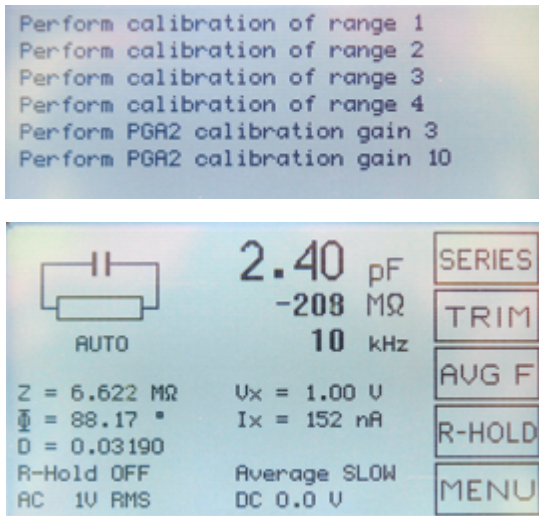 Perform calibration of range 1
Perform calibration of range 2
Perform calibration of range 3
Perform calibration of range 4
Perform PGA2 calibration gain 3
Perform PGA2 calibration gain 10
2.40 pF
SERIES
-208 MΩ
TRIM
AUTO
10 kHz
AVG F
Z = 6.622 MΩ
Vx = 1.00 V
Φ = 88.17 °
Ix = 152 nA
R-HOLD
D = 0.03190
R-Hold OFF
Average SLOW
MENU
AC 1V RMS
DC 0.0 V